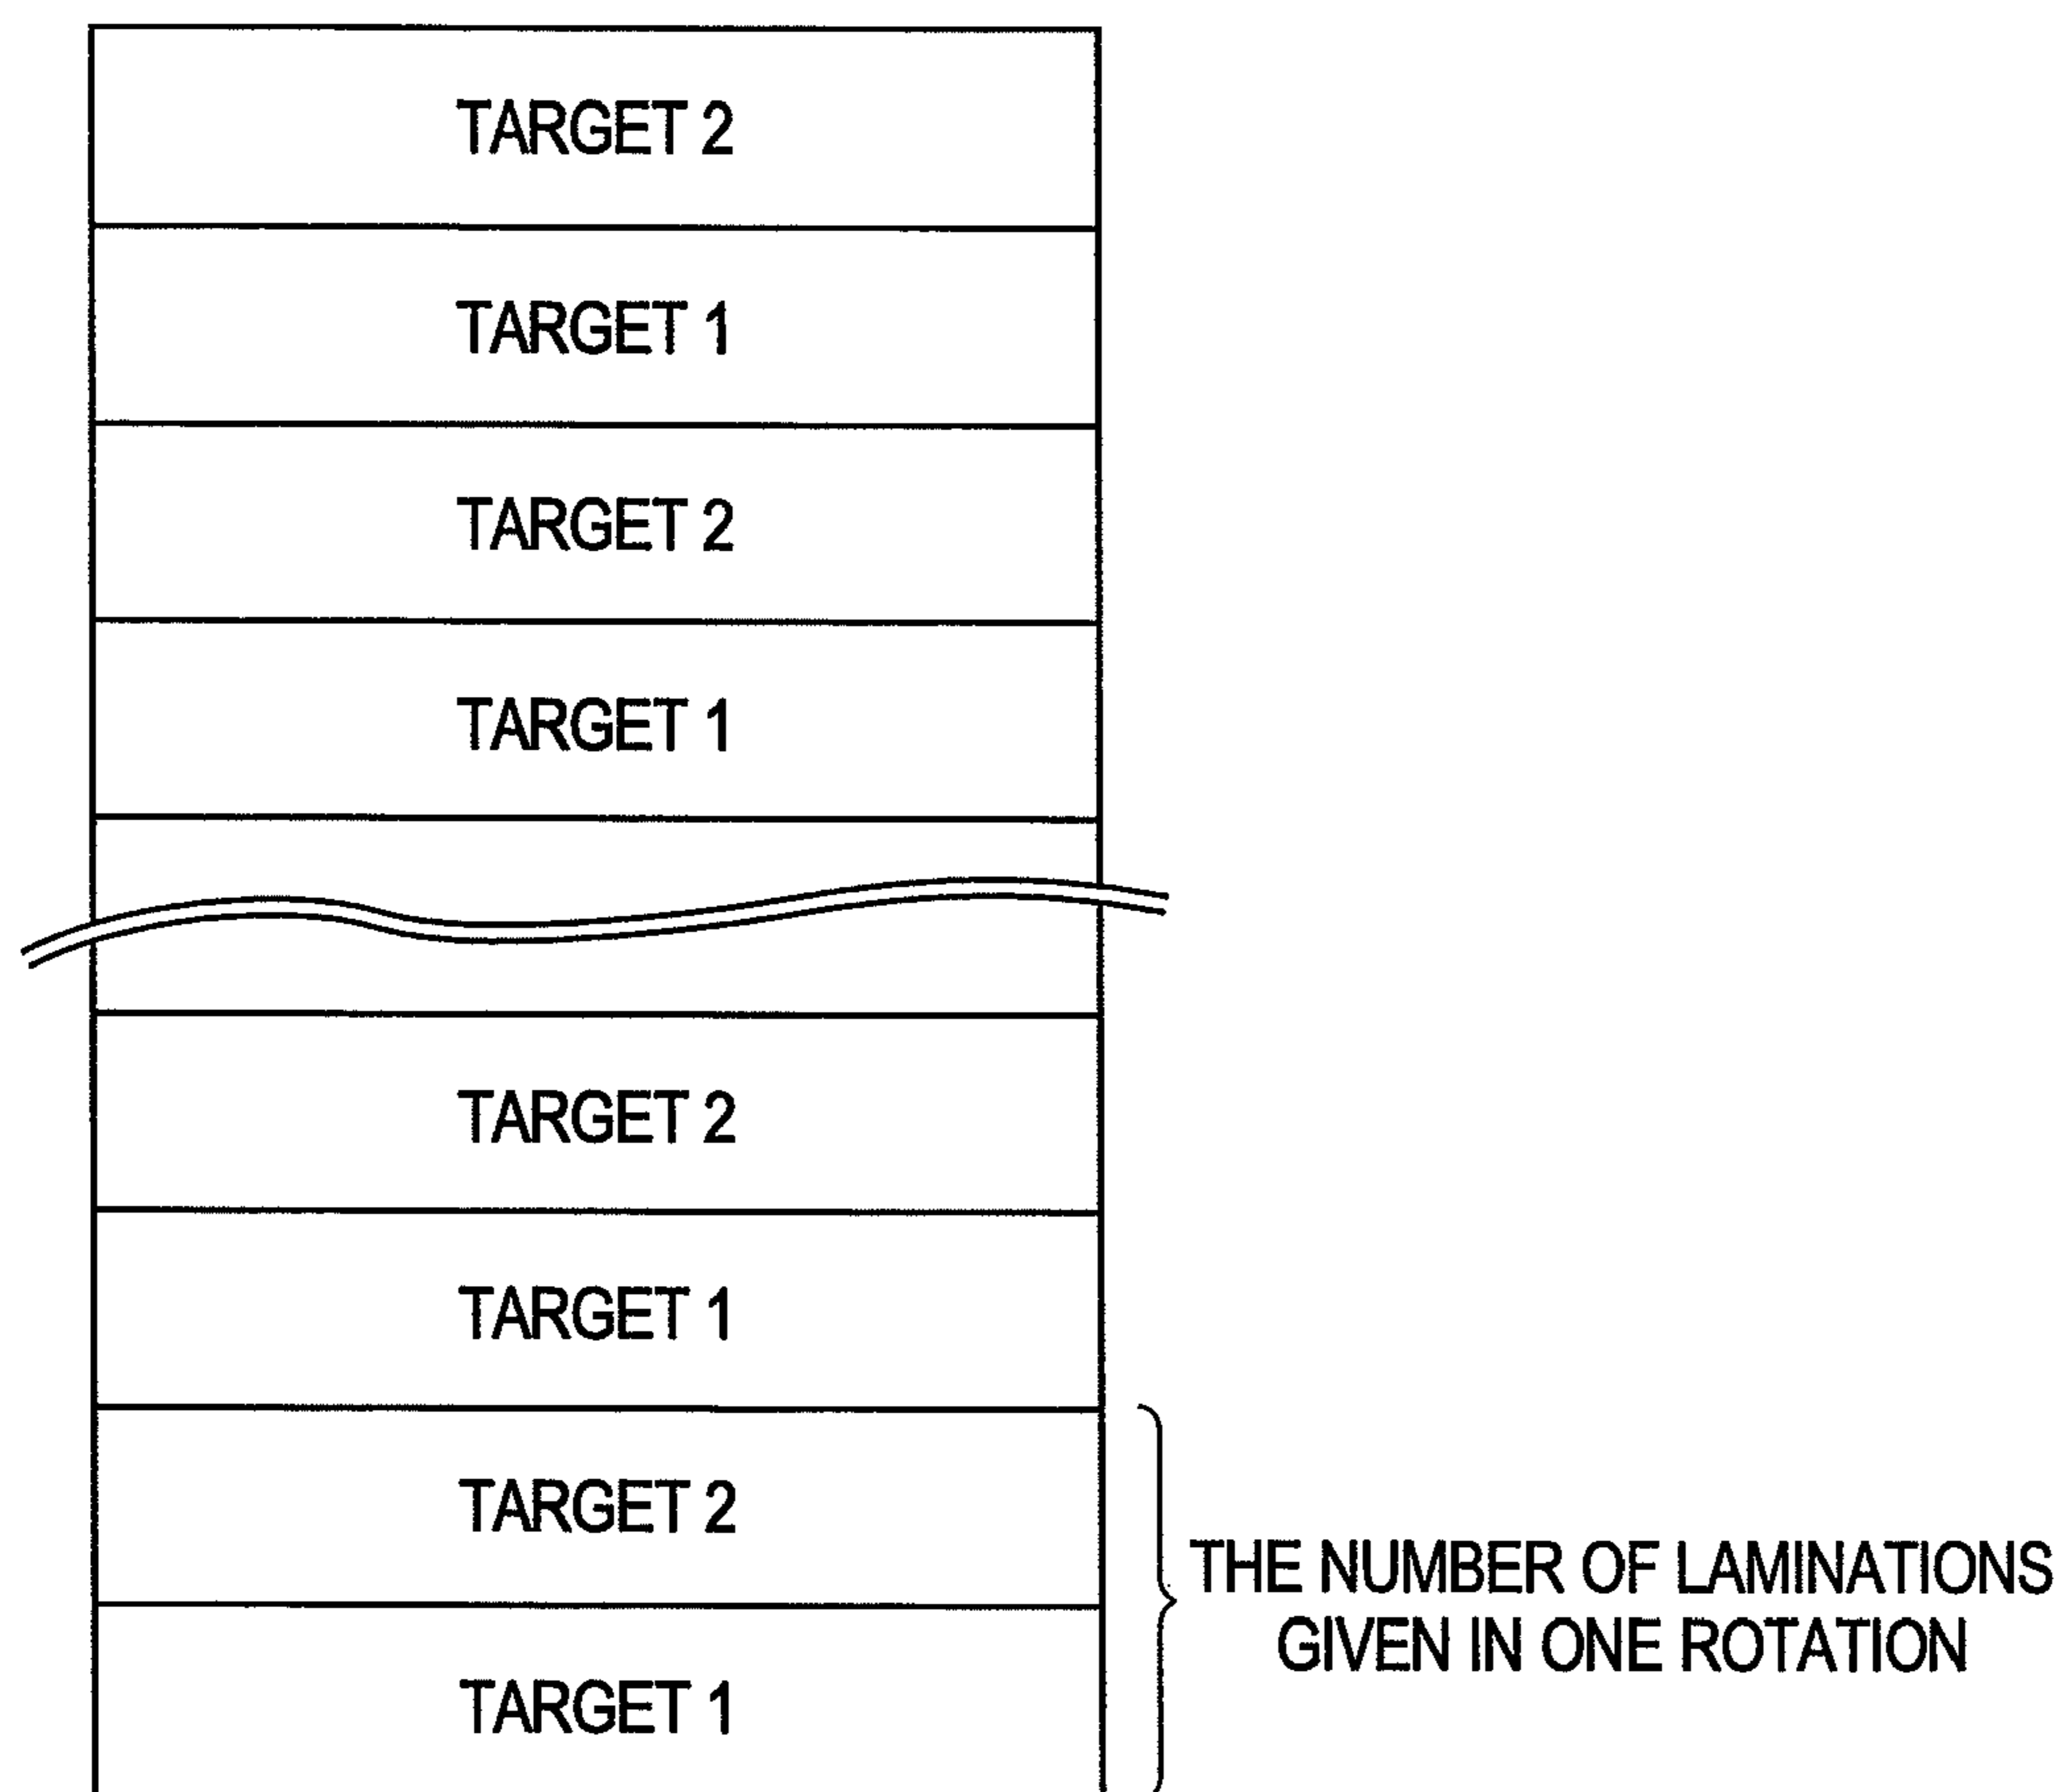 TARGET 2
TARGET 1
TARGET 2
TARGET 1
TARGET 2
TARGET 1
TARGET 2
TARGET 1
THE NUMBER OF LAMINATIONS
GIVEN IN ONE ROTATION